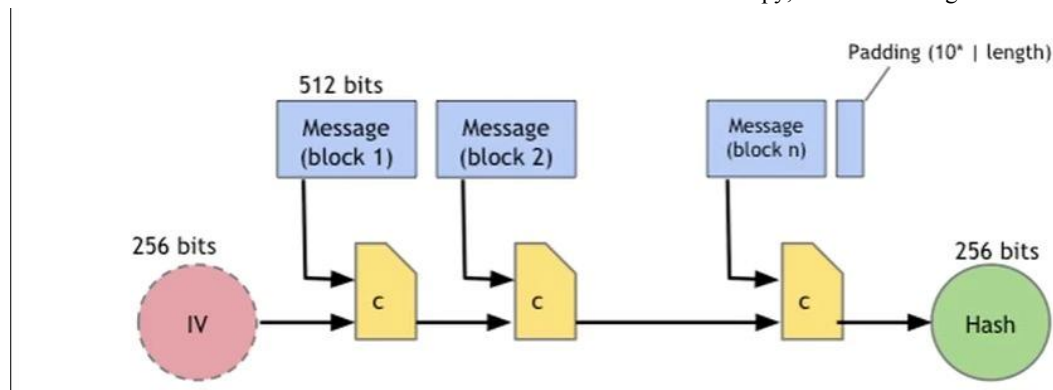 Padding (10* | length)
512 bits
Message
(block 1)
Message
(block 2)
Message
(block n)
256 bits
256 bits
IV
c
c
c
Hash